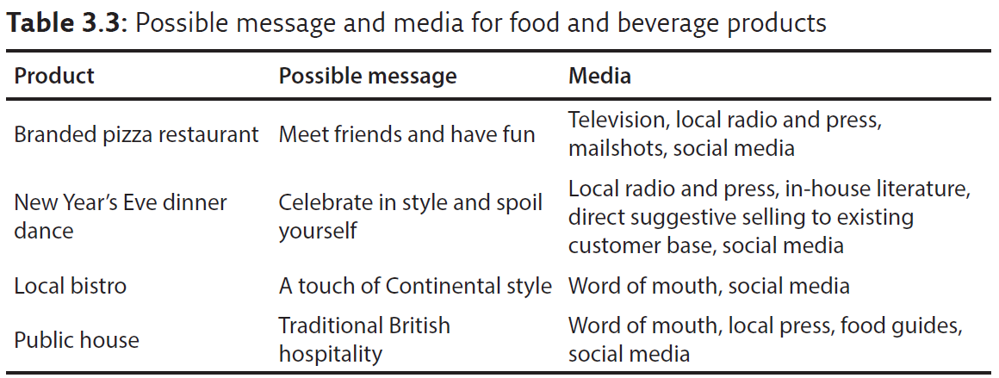 Table 3.3: Possible message and media for food and beverage products
Product Possible message Media
Branded pizza restaurant Meet friends and have fun Television, local radio and press,
mailshots, social media
New Year’s Eve dinner
dance
Celebrate in style and spoil
yourself
Local radio and press, in-house literature,
direct suggestive selling to existing
customer base, social media
Local bistro A touch of Continental style Word of mouth, social media
Public house
Traditional British
hospitality
Word of mouth, local press, food guides,
social media